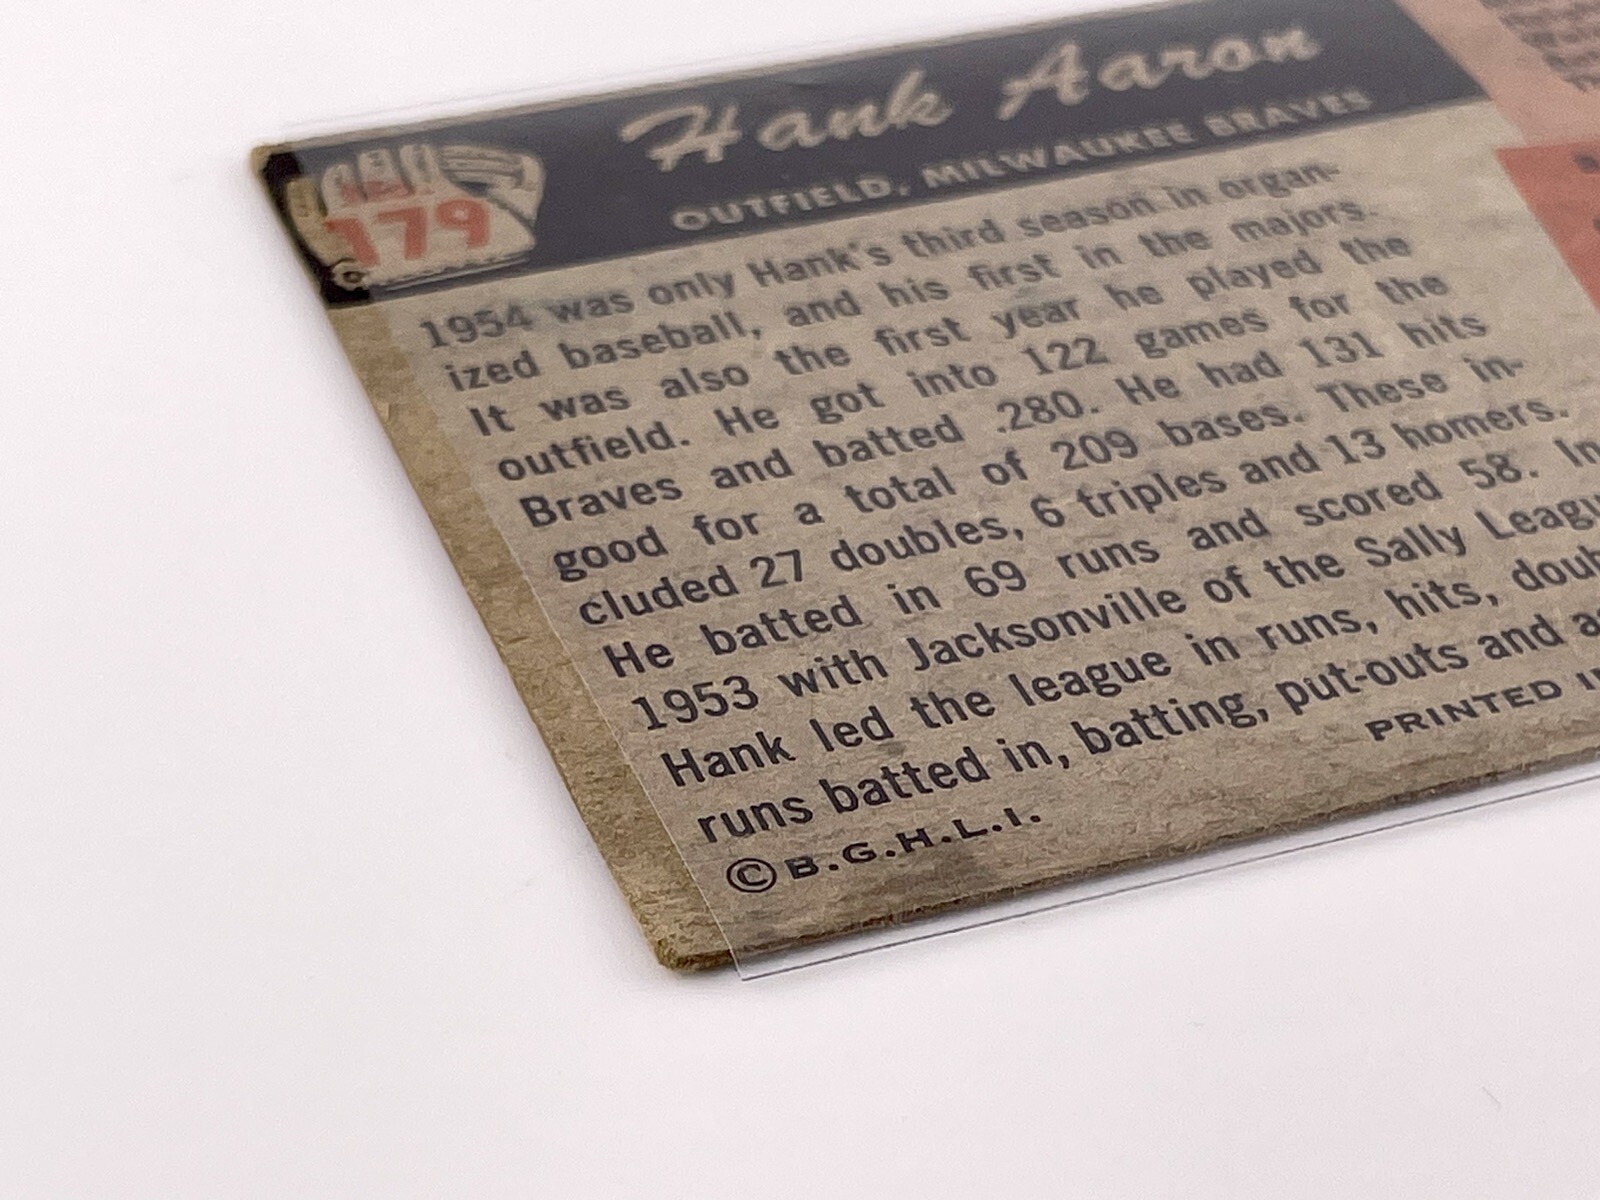 179
Hank Aaron
OUTFIELD, MILWAUKEE BRAVES
1954 was only Hank's third season in organ-
ized baseball, and his first in the majors.
It was also the first year he played the
outfield. He got into 122 games for the
Braves and batted .280. He had 131 hits
good for a total of 209 bases. These in-
cluded 27 doubles, 6 triples and 13 homers.
He batted in 69 runs and scored 58. In
1953 with Jacksonville of the Sally Leagu
Hank led the league in runs, hits, doub
runs batted in, batting, put-outs and as
©B.G.H.L.I.
PRINTED I